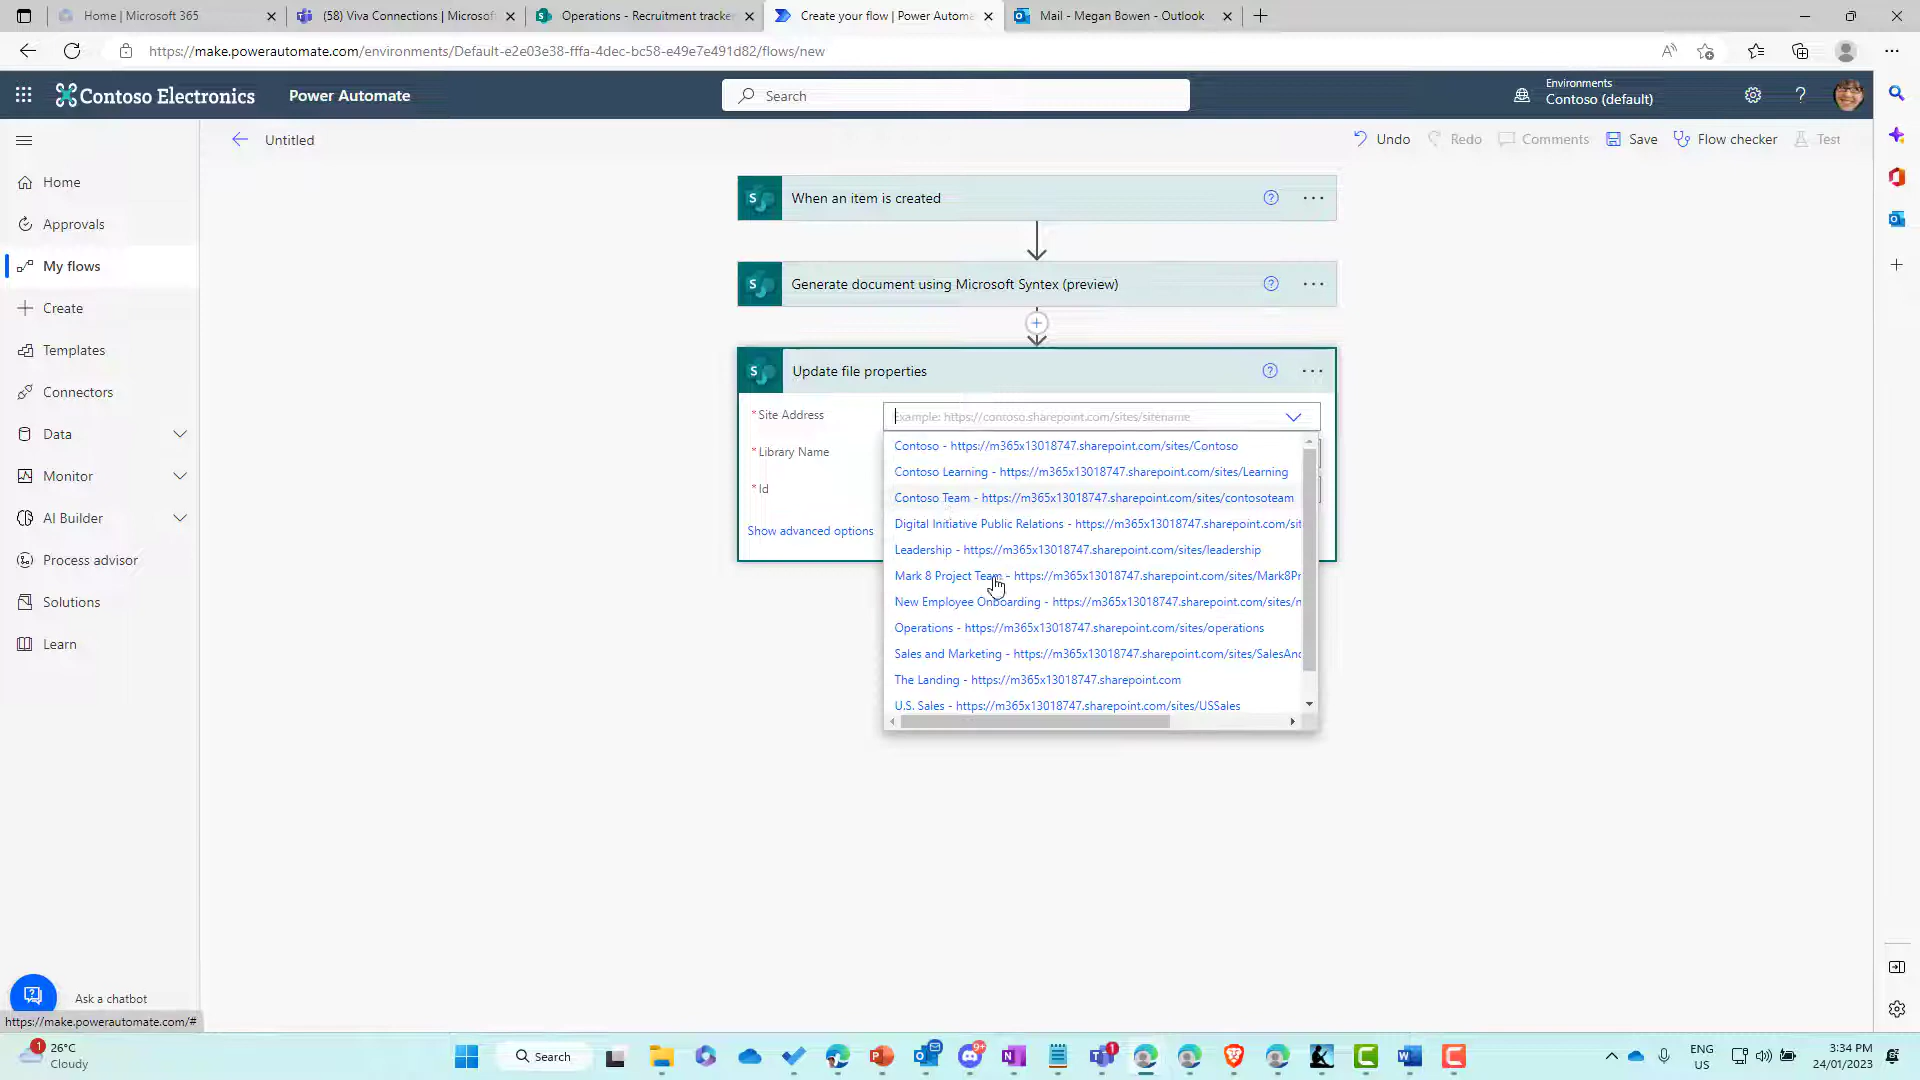 Home | Microsoft 365
(58) Viva Connections | Microsof
Operations - Recruitment tracker
Create your flow | Power Automa
Mail - Megan Bowen - Outlook
https://make.powerautomate.com/environments/Default-e2e03e38-fffa-4dec-bc58-e49e7e491d82/flows/new
Contoso Electronics
Power Automate
Search
Environments
Contoso (default)
Untitled
Undo
Redo
Comments
Save
Flow checker
Test
Home
Approvals
My flows
Create
Templates
Connectors
Data
Monitor
AI Builder
Process advisor
Solutions
Learn
When an item is created
Generate document using Microsoft Syntex (preview)
Update file properties
* Site Address
Example: https://contoso.sharepoint.com/sites/sitename
* Library Name
* Id
Show advanced options
Contoso - https://m365x13018747.sharepoint.com/sites/Contoso
Contoso Learning - https://m365x13018747.sharepoint.com/sites/Learning
Contoso Team - https://m365x13018747.sharepoint.com/sites/contosoteam
Digital Initiative Public Relations - https://m365x13018747.sharepoint.com/sit
Leadership - https://m365x13018747.sharepoint.com/sites/leadership
Mark 8 Project Team - https://m365x13018747.sharepoint.com/sites/Mark8Pr
New Employee Onboarding - https://m365x13018747.sharepoint.com/sites/n
Operations - https://m365x13018747.sharepoint.com/sites/operations
Sales and Marketing - https://m365x13018747.sharepoint.com/sites/SalesAnd
The Landing - https://m365x13018747.sharepoint.com
U.S. Sales - https://m365x13018747.sharepoint.com/sites/USSales
Ask a chatbot
https://make.powerautomate.com/#
1
26°C
Cloudy
Search
9+
1
ENG
US
3:34 PM
24/01/2023